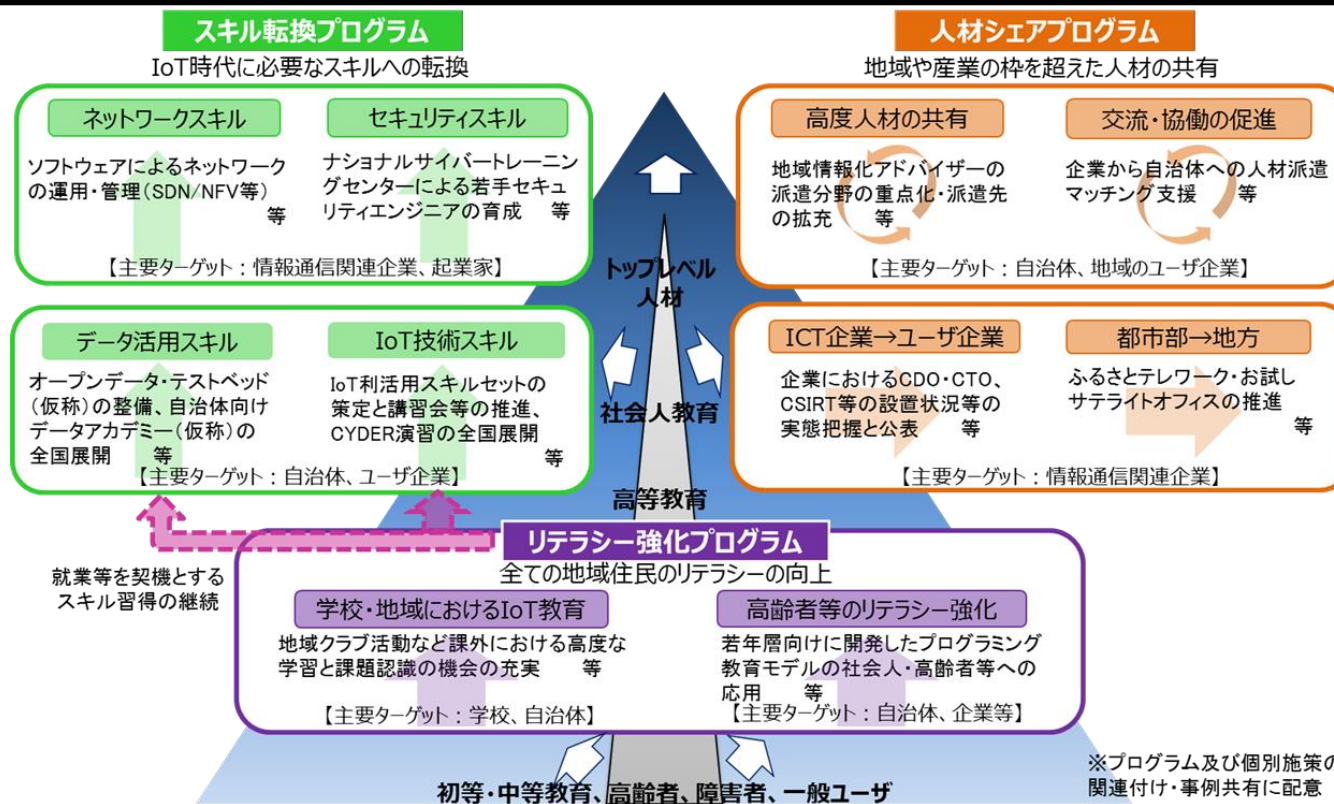 スキル転換プログラム
IoT時代に必要なスキルへの転換
ネットワークスキル
ソフトウェアによるネットワーク
の運用・管理(SDN/NFV等)
等
セキュリティスキル
ナショナルサイバートレーニン
グセンターによる若手セキュ
リティエンジニアの育成 等
【主要ターゲット：情報通信関連企業、起業家】
データ活用スキル
オープンデータ・テストベッド
(仮称)の整備、自治体向け
データアカデミー(仮称)の
全国展開 等
IoT技術スキル
IoT利活用スキルセットの
策定と講習会等の推進、
CYDER演習の全国展開
等
【主要ターゲット：自治体、ユーザ企業】
人材シェアプログラム
地域や産業の枠を超えた人材の共有
高度人材の共有
地域情報化アドバイザーの
派遣分野の重点化・派遣先
の拡充 等
交流・協働の促進
企業から自治体への人材派遣
マッチング支援 等
【主要ターゲット：自治体、地域のユーザ企業】
ICT企業→ユーザ企業
企業におけるCDO・CTO、
CSIRT等の設置状況等の
実態把握と公表 等
都市部→地方
ふるさとテレワーク・お試し
サテライトオフィスの推進
等
【主要ターゲット：情報通信関連企業】
トップレベル
人材
社会人教育
高等教育
リテラシー強化プログラム
全ての地域住民のリテラシーの向上
就業等を契機とする
スキル習得の継続
学校・地域におけるIoT教育
地域クラブ活動など課外における高度な
学習と課題認識の機会の充実 等
【主要ターゲット：学校、自治体】
高齢者等のリテラシー強化
若年層向けに開発したプログラミング
教育モデルの社会人・高齢者等への
応用 等
【主要ターゲット：自治体、企業等】
初等・中等教育、高齢者、障害者、一般ユーザ
※プログラム及び個別施策の
関連付け・事例共有に配意